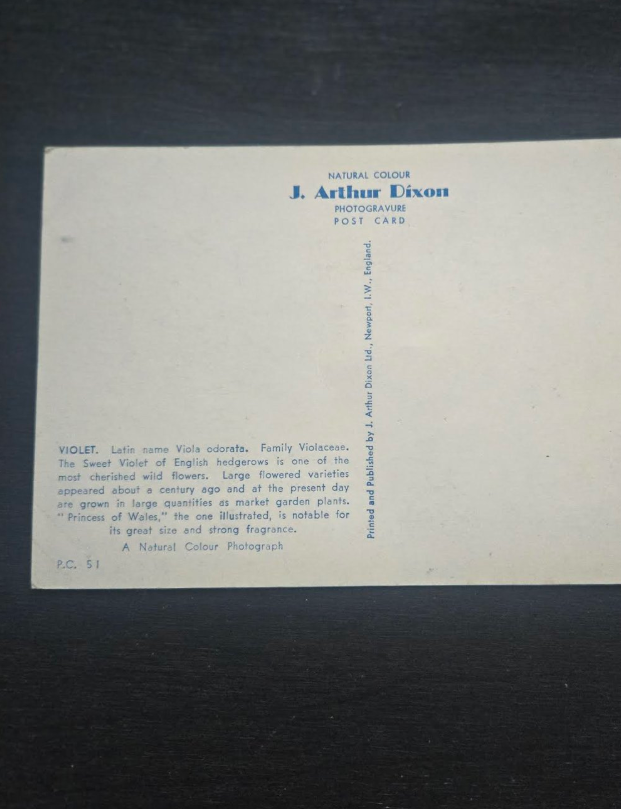 NATURAL COLOUR
J. Arthur Dixon
PHOTOGRAVURE
POST CARD
Printed and Published by J. Arthur Dixon Ltd., Newport, I.W., England.
VIOLET. Latin name Viola odorata. Family Violaceae.
The Sweet Violet of English hedgerows is one of the
most cherished wild flowers. Large flowered varieties
appeared about a century ago and at the present day
are grown in large quantities as market garden plants.
" Princess of Wales," the one illustrated, is notable for
its great size and strong fragrance.
A Natural Colour Photograph
P.C. 51